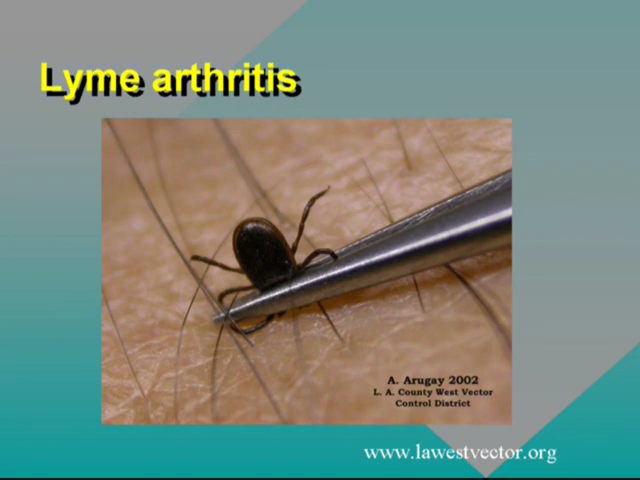 Lyme arthritis
A. Arugay 2002
L. A. County West Vector
Control District
www.lawestvector.org